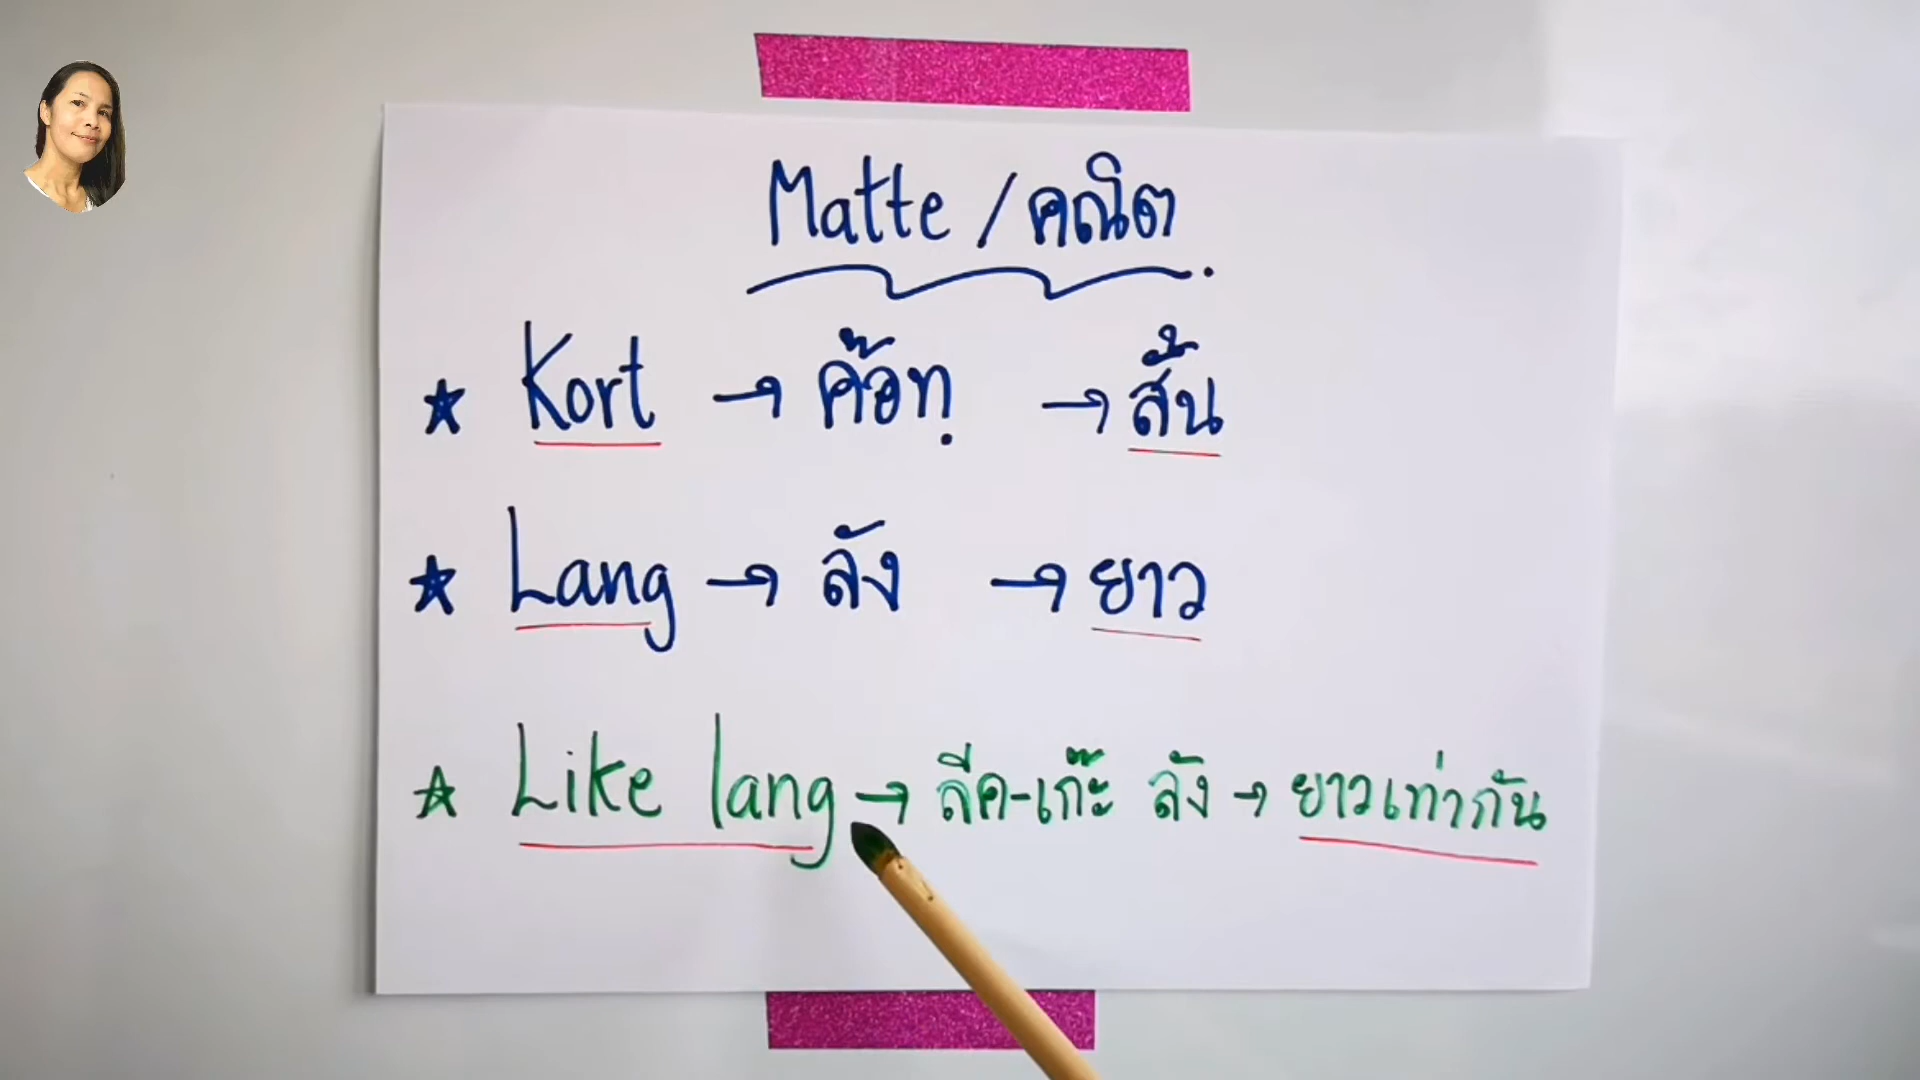 Matte / คณิต
★ Kort → ค๊อทฺ → สั้น
★ Lang → ลัง → ยาว
☆ Like lang → ลีค-เก๊ะ ลัง → ยาวเท่ากัน